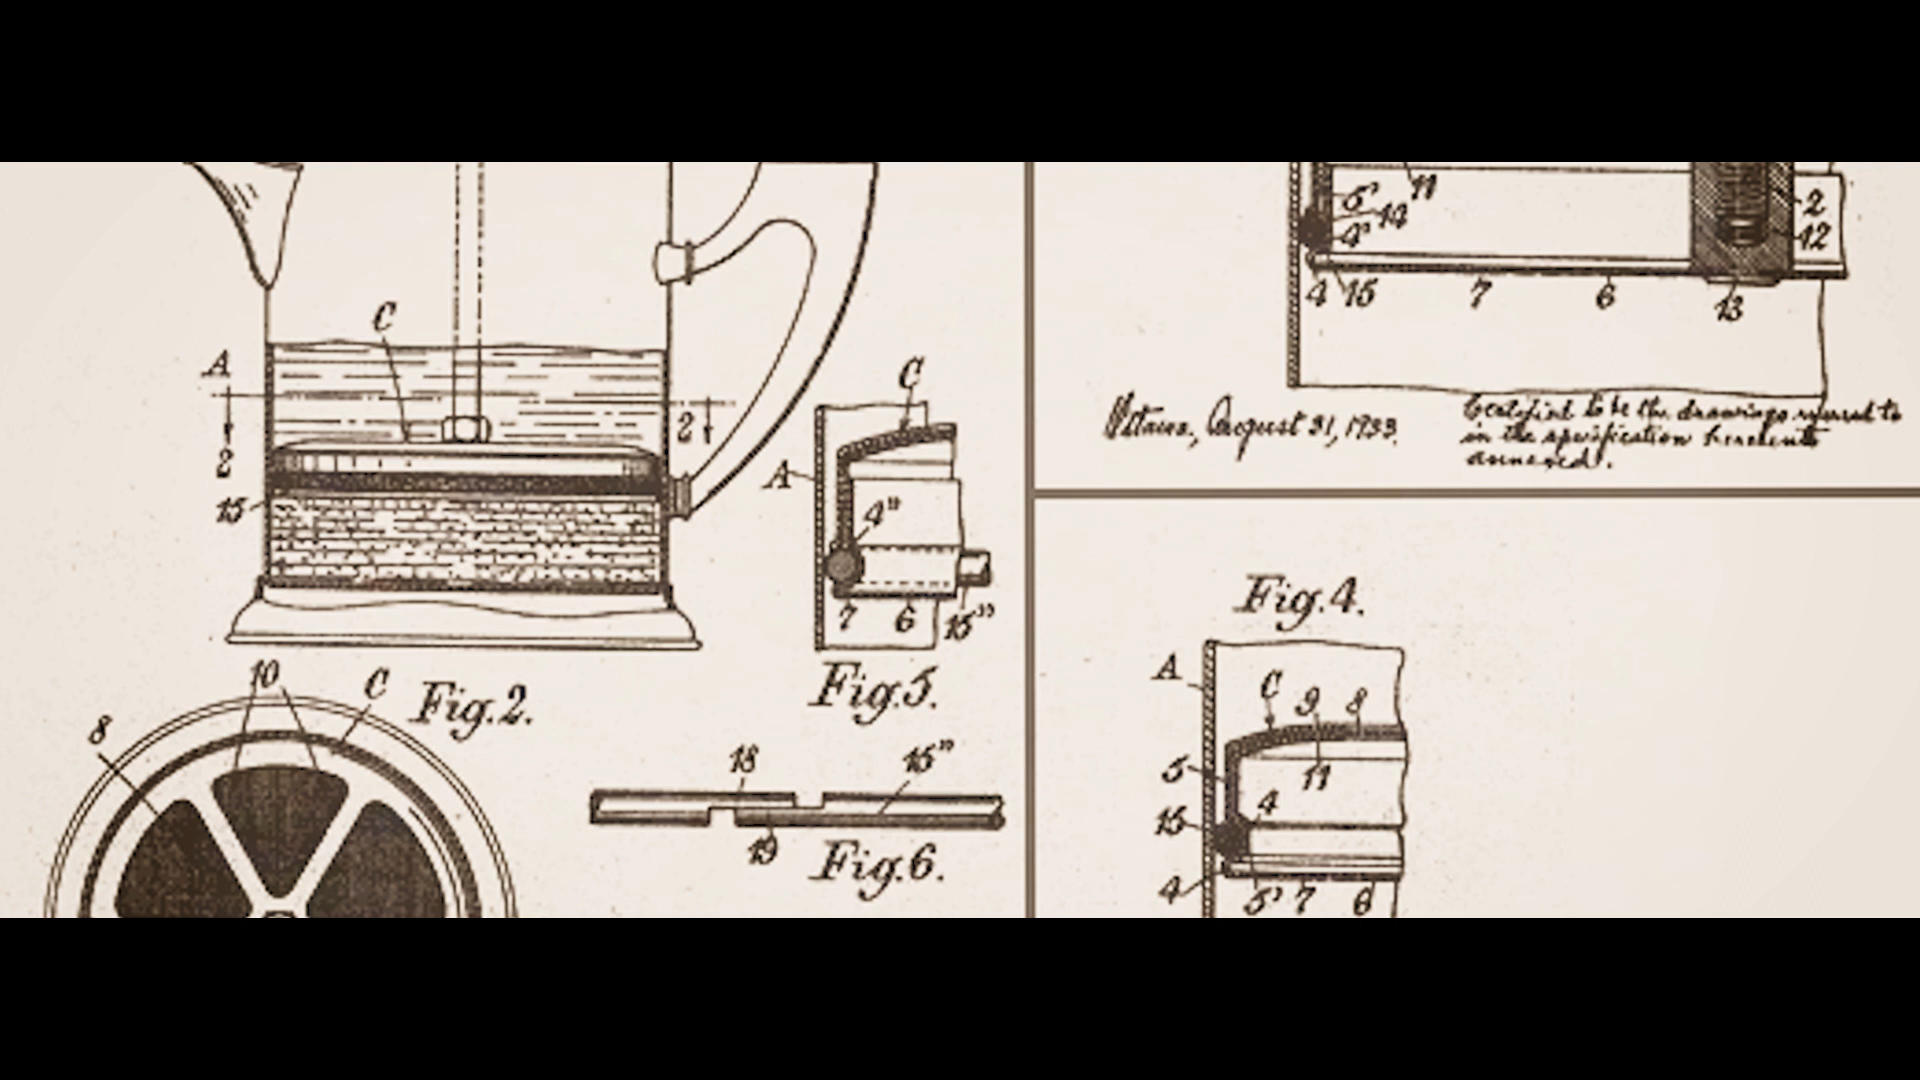 C
A
2
2
15
C
A
4"
7 6 15"
Fig. 5.
10 C Fig. 2.
8
18 15"
19 Fig. 6.
11
5' 14
4'
2
12
4 15 7 6 13
Ottawa, August 31, 1933.
Certified to be the drawings referred to
in the specification hereunto
annexed.
Fig. 4.
A
C 9 8
5 11
4
15
4 5' 7 6